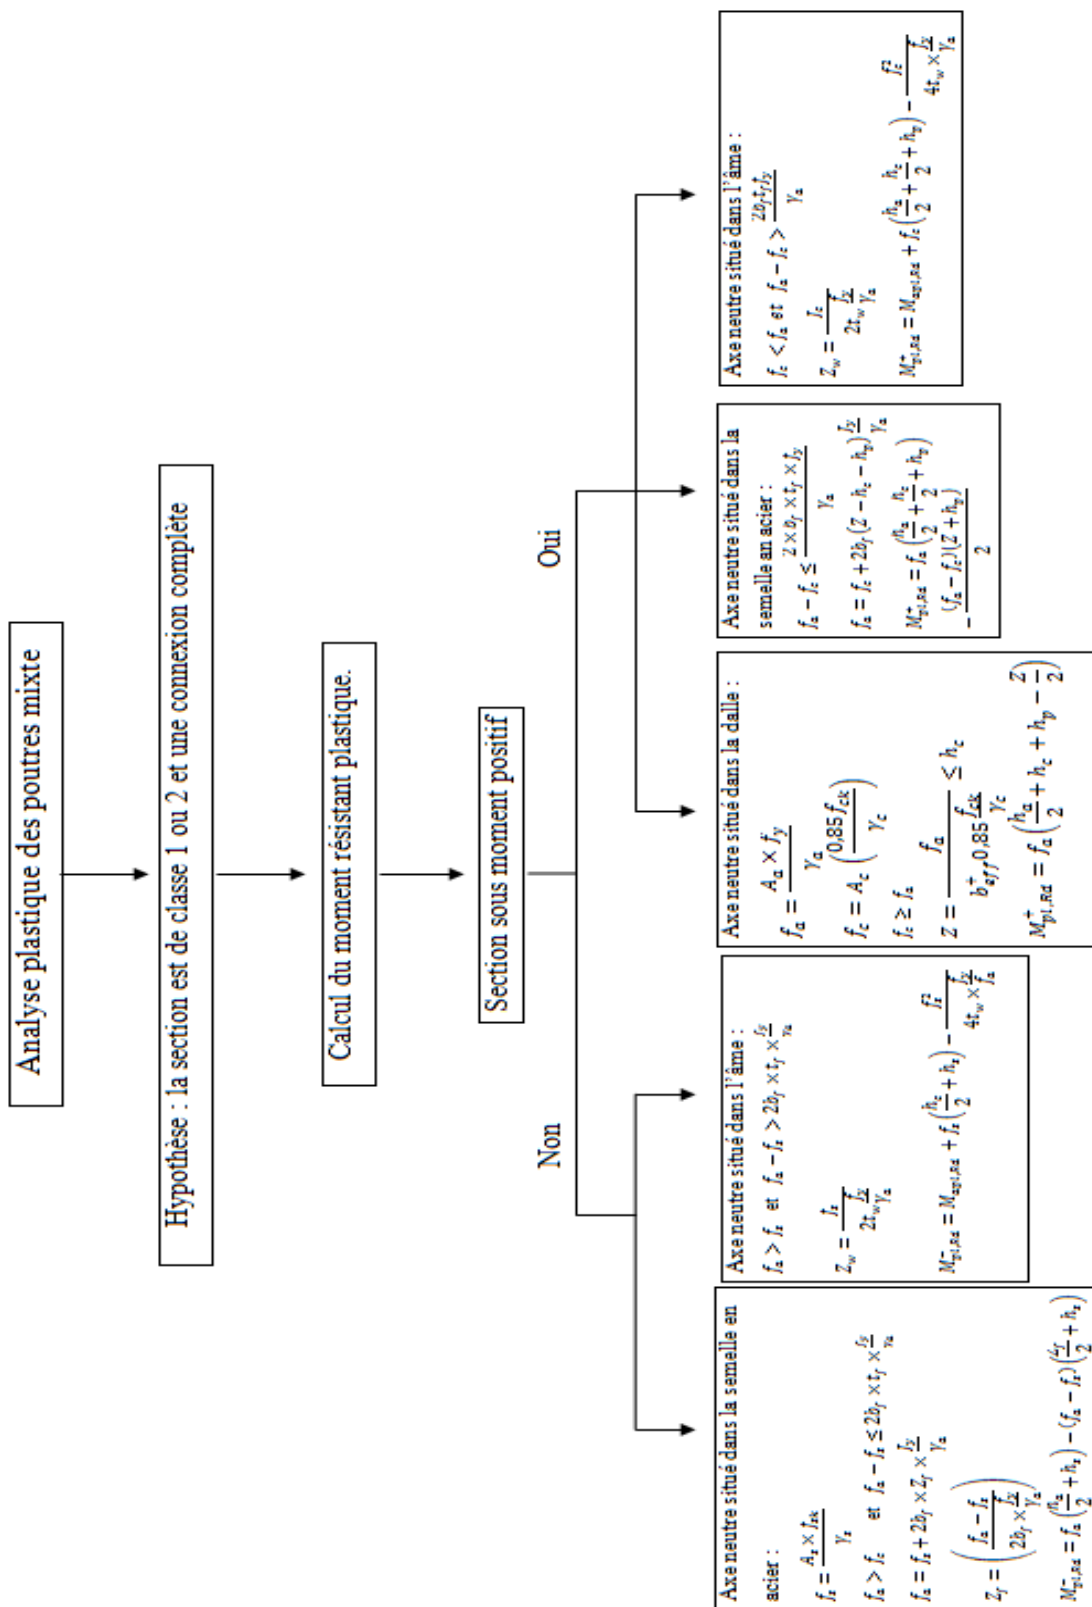 Analyse plastique des poutres mixte
Hypothèse : la section est de classe 1 ou 2 et une connexion complète
Calcul du moment résistant plastique.
Section sous moment positif
Non
Oui
Axe neutre situé dans la semelle en
acier :
f_s = (A_s × f_sk)/γ_s
f_a > f_c et f_a − f_s ≤ 2b_f × t_f × f_y/γ_a
f_a = f_s + 2b_f × Z_f × f_y/γ_a
Z_f = ((f_a − f_s)/(2b_f × f_y/γ_a))
M⁻_pl,Rd = f_a (h_a/2 + h_s) − (f_a − f_s)(Z_f/2 + h_s)
Axe neutre situé dans l'âme :
f_a > f_s et f_a − f_s > 2b_f × t_f × f_y/γ_a
Z_w = f_s/(2t_w f_y/γ_a)
M⁻_pl,Rd = M_apl,Rd + f_s (h_c/2 + h_s) − f_s²/(4t_w × f_y/f_a)
Axe neutre situé dans la dalle :
f_a = (A_a × f_y)/γ_a
f_c = A_c (0,85 f_ck/γ_c)
f_c ≥ f_a
Z = f_a/(b⁺_eff 0,85 f_ck/γ_c) ≤ h_c
M⁺_pl,Rd = f_a (h_a/2 + h_c + h_p − Z/2)
Axe neutre situé dans la
semelle an acier :
f_a − f_c ≤ (2 × b_f × t_f × f_y)/γ_a
f_a = f_c + 2b_f (Z − h_c − h_p) f_y/γ_a
M⁺_pl,Rd = f_a (h_a/2 + h_c/2 + h_p)
− (f_a − f_c)(Z + h_p)/2
Axe neutre situé dans l'âme :
f_c < f_a et f_a − f_c > 2b_f t_f f_y/γ_a
Z_w = f_c/(2t_w f_y/γ_a)
M⁺_pl,Rd = M_apl,Rd + f_c (h_a/2 + h_c/2 + h_p) − f_c²/(4t_w × f_y/γ_a)